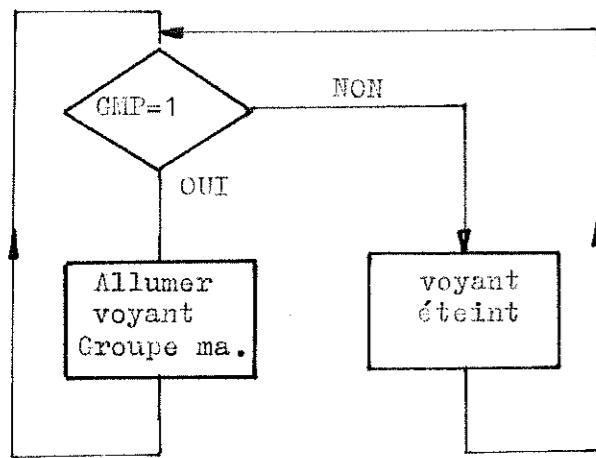 GMP=1
NON
OUI
Allumer
voyant
Groupe ma.
voyant
éteint